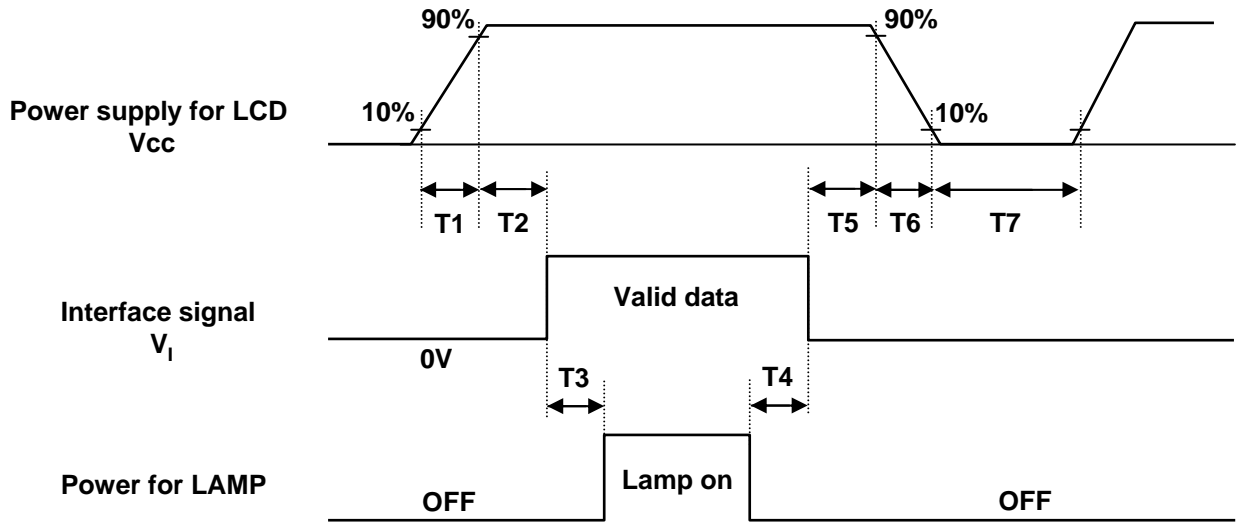 90%
90%
Power supply for LCD
Vcc
10%
10%
T1
T2
T5
T6
T7
Interface signal
VI
Valid data
0V
T3
T4
Power for LAMP
OFF
Lamp on
OFF